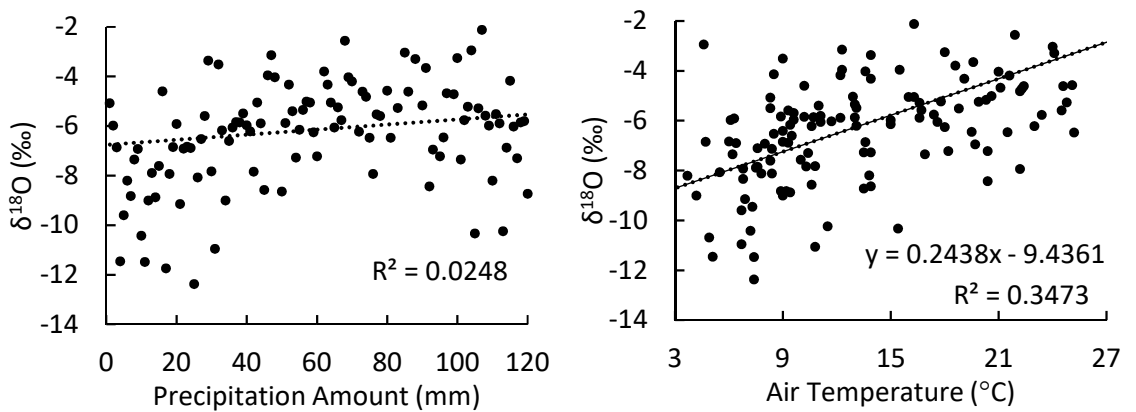 -2
-4
-6
-8
-10
-12
-14
δ¹⁸O (‰)
R² = 0.0248
0 20 40 60 80 100 120
Precipitation Amount (mm)
-2
-4
-6
-8
-10
-12
-14
δ¹⁸O (‰)
y = 0.2438x - 9.4361
R² = 0.3473
3 9 15 21 27
Air Temperature (°C)